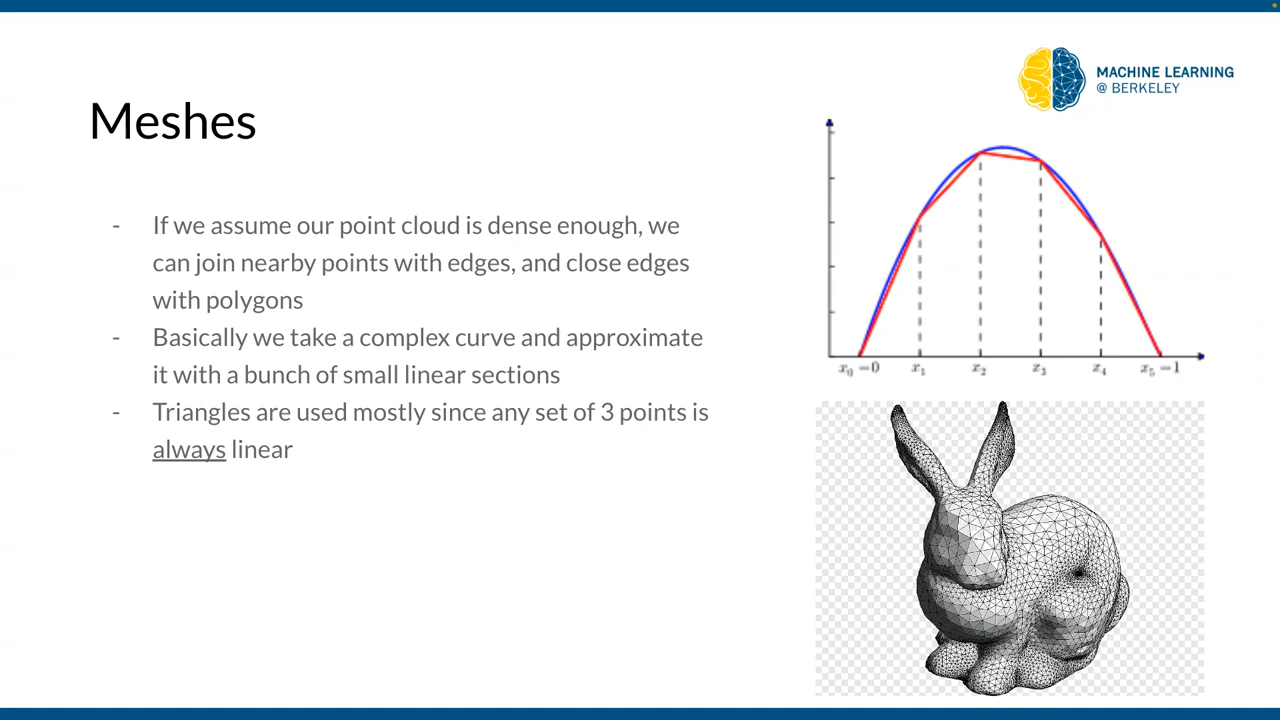 MACHINE LEARNING
@ BERKELEY
Meshes
- If we assume our point cloud is dense enough, we
can join nearby points with edges, and close edges
with polygons
- Basically we take a complex curve and approximate
it with a bunch of small linear sections
- Triangles are used mostly since any set of 3 points is
always linear
x₀ =0 x₁ x₂ x₃ x₄ x₅ =1